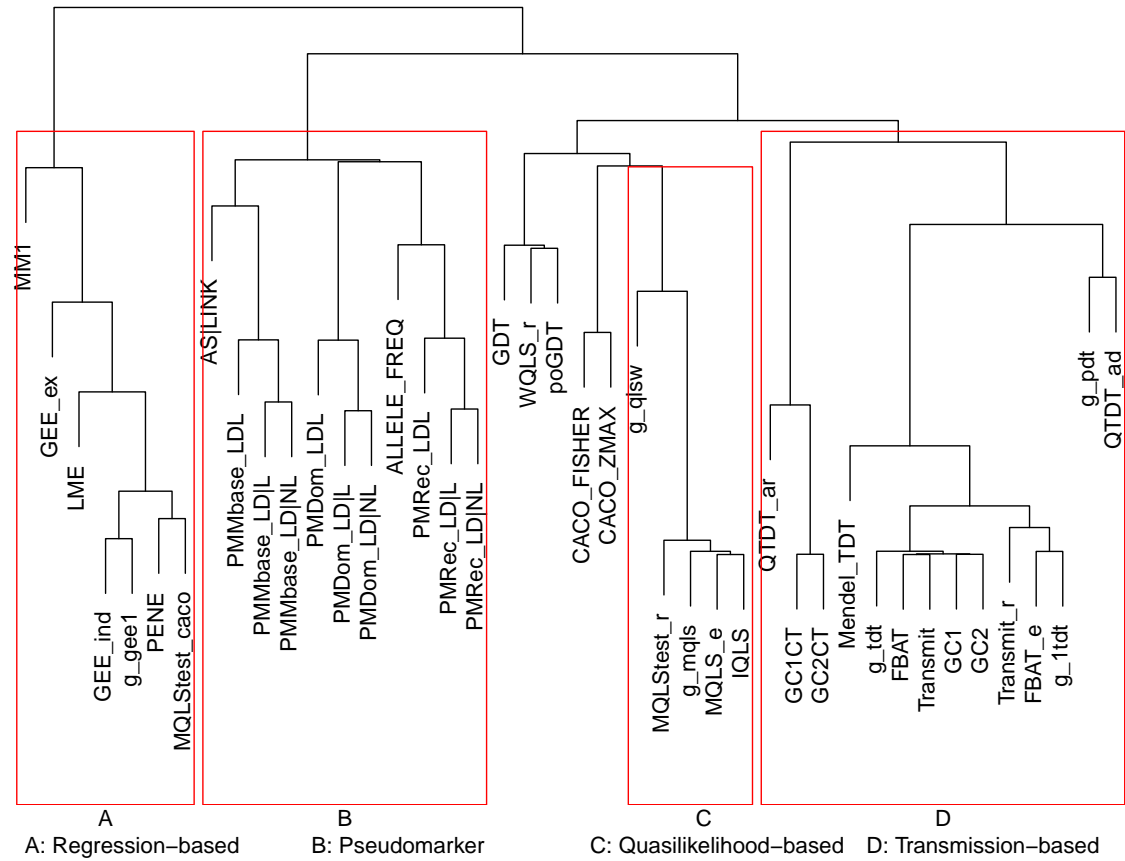 MM1
GEE_ex
LME
GEE_ind
g_gee1
PENE
MQLStest_caco
AS|LINK
PMMbase_LDL
PMMbase_LD|L
PMMbase_LD|NL
PMDom_LDL
PMDom_LD|L
PMDom_LD|NL
ALLELE_FREQ
PMRec_LDL
PMRec_LD|L
PMRec_LD|NL
GDT
WQLS_r
poGDT
CACO_FISHER
CACO_ZMAX
g_qlsw
MQLStest_r
g_mqls
MQLS_e
IQLS
QTDT_ar
GC1CT
GC2CT
Mendel_TDT
g_tdt
FBAT
Transmit
GC1
GC2
Transmit_r
FBAT_e
g_1tdt
g_pdt
QTDT_ad
A
B
C
D
A: Regression−based
B: Pseudomarker
C: Quasilikelihood−based
D: Transmission−based